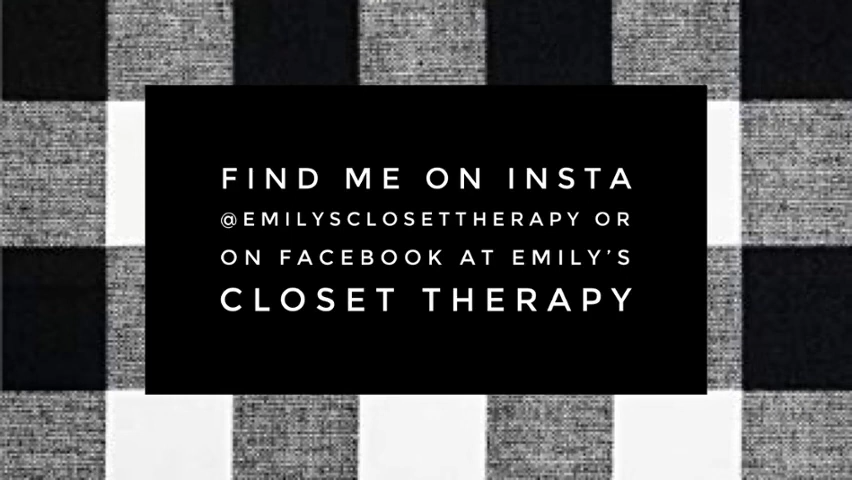 FIND ME ON INSTA
@EMILYSCLOSETTHERAPY OR
ON FACEBOOK AT EMILY’S
CLOSET THERAPY